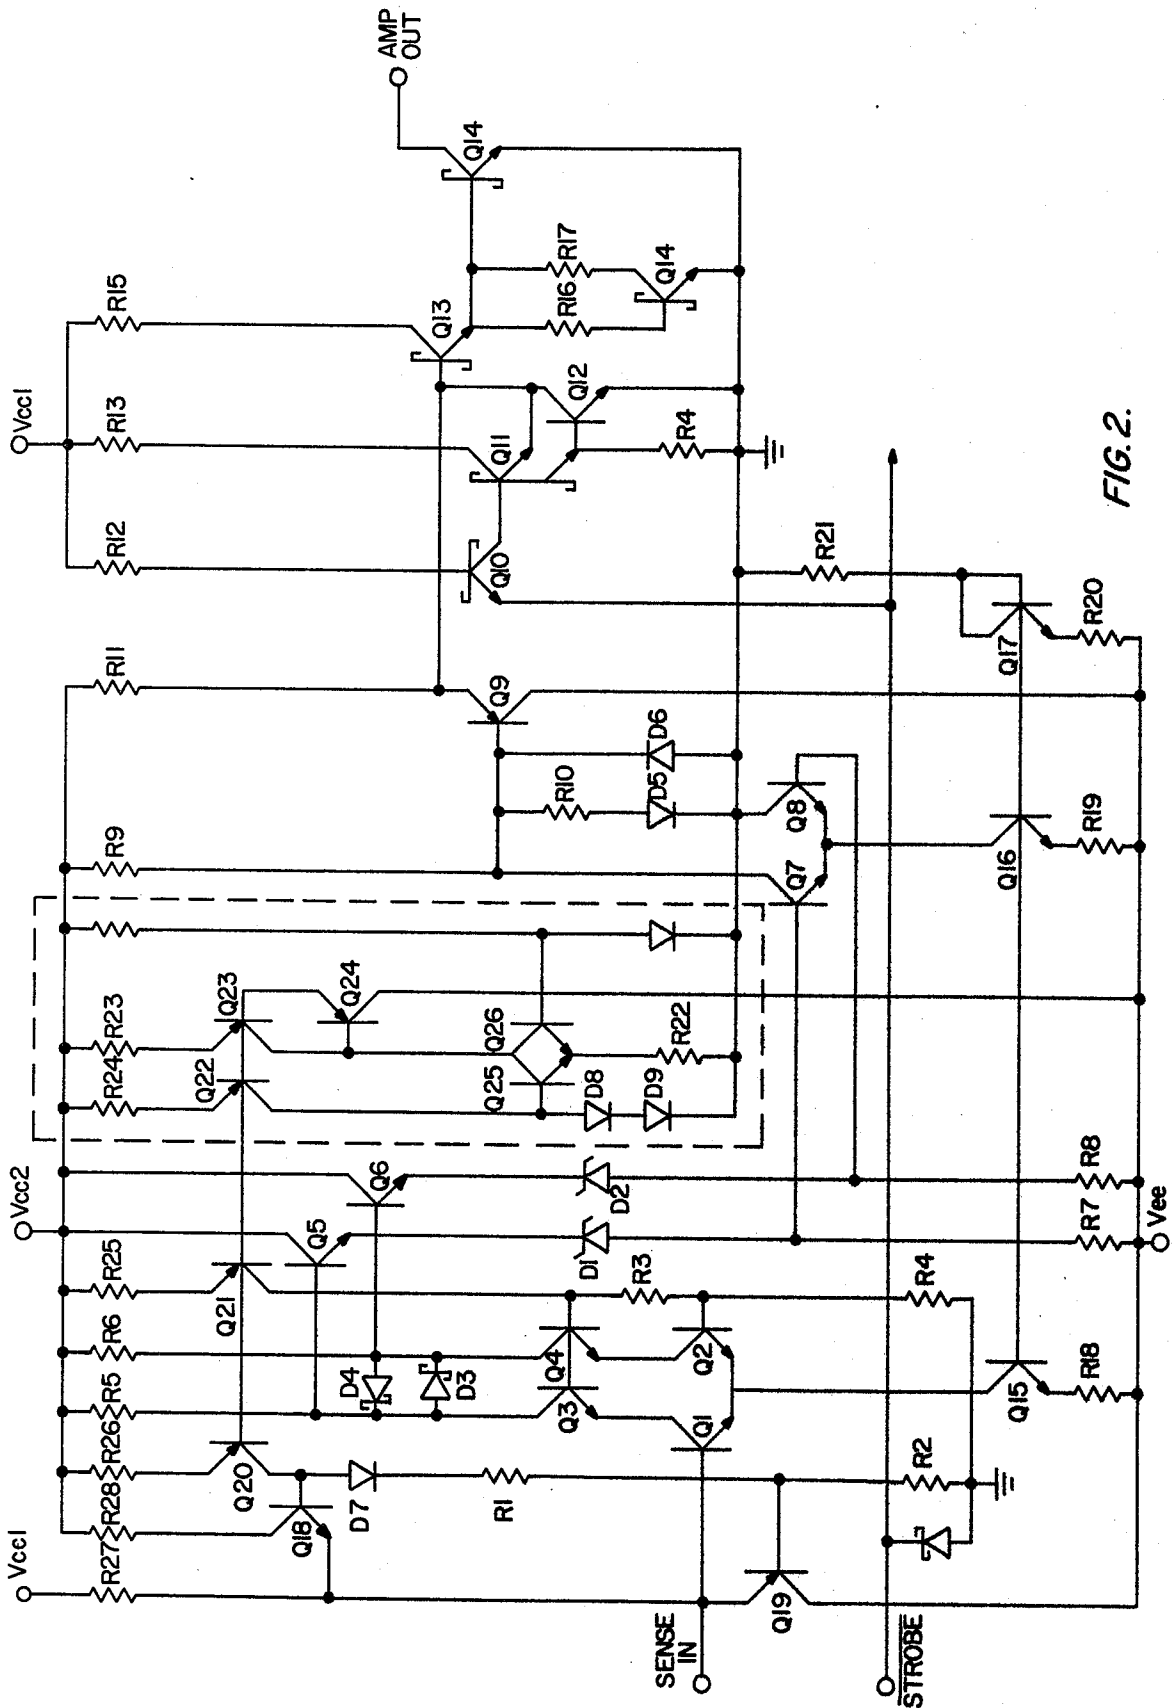 AMP
OUT
Q14
Vcc1
R15
R13
R12
Q13
R17
R16
Q14
Q12
Q11
R4
Q10
R11
Q9
R10
D6
D5
R9
R21
Q17
R20
Q8
Q7
Q16
R19
R23
R24
Q23
Q22
Q24
Q26
Q25
R22
D8
D9
Vcc2
Q6
Q5
D2
D1
R8
R7
Vee
R25
R6
R5
R26
R28
R27
Vcc1
Q21
Q20
Q18
D7
D4
D3
R3
Q4
Q3
Q2
Q1
R1
R4
R2
Q15
R18
Q19
SENSE
IN
STROBE
FIG. 2.